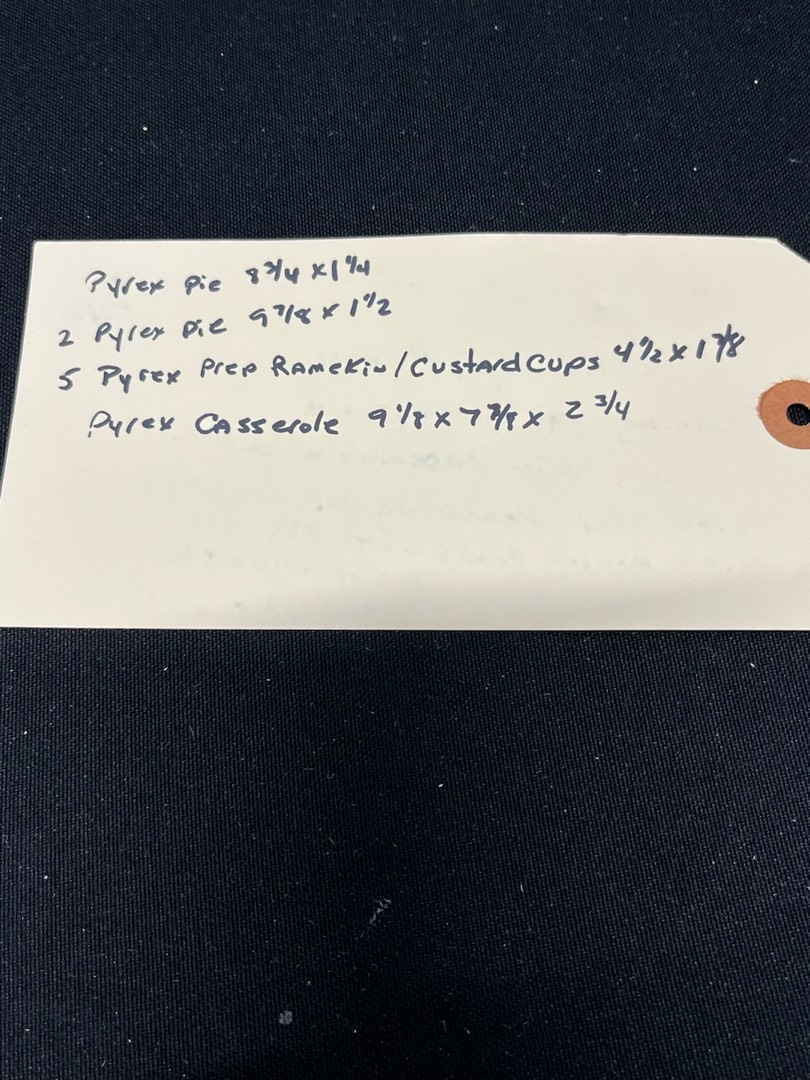 Pyrex Pie 8 3/4 x 1 1/4
2 Pyrex Pie 9 7/8 x 1 1/2
5 Pyrex Prep Ramekin/Custard Cups 4 1/2 x 1 7/8
Pyrex Casserole 9 1/8 x 7 7/8 x 2 3/4